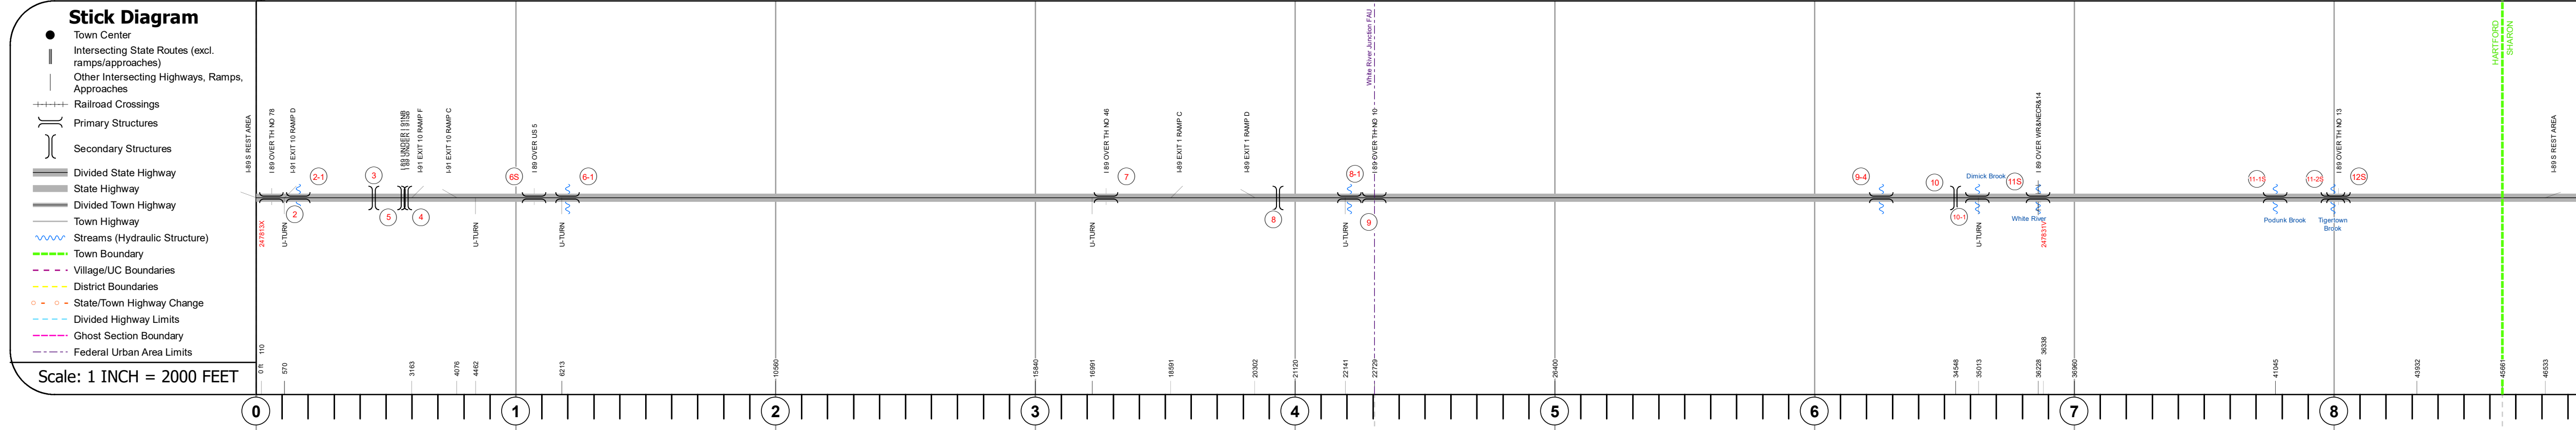 Stick Diagram
Town Center
Intersecting State Routes (excl.
ramps/approaches)
Other Intersecting Highways, Ramps,
Approaches
Railroad Crossings
Primary Structures
Secondary Structures
Divided State Highway
State Highway
Divided Town Highway
Town Highway
Streams (Hydraulic Structure)
Town Boundary
Village/UC Boundaries
District Boundaries
State/Town Highway Change
Divided Highway Limits
Ghost Section Boundary
Federal Urban Area Limits
Scale: 1 INCH = 2000 FEET
White River Junction FAU
HARTFORD
SHARON
I-89 S REST AREA
I 89 OVER TH NO 78
I-91 EXIT 10 RAMP D
I-91 EXIT 10 RAMP F
I-91 EXIT 10 RAMP C
I 89 OVER US 5
I 89 OVER TH NO 46
I-89 EXIT 1 RAMP C
I-89 EXIT 1 RAMP D
I 89 OVER TH NO 10
I 89 OVER WR&NECR&14
I 89 OVER TH NO 13
I-89 S REST AREA
2-1
3
6S
6-1
7
8-1
9-4
10
Dimick Brook
11S
11-1S
11-2S
12S
2
5
4
8
9
10-1
White River
Podunk Brook
Tigertown
Brook
247813X
U-TURN
U-TURN
U-TURN
U-TURN
U-TURN
U-TURN
247831V
0 ft
110
570
3163
4076
4462
6213
10560
15840
16991
18591
20302
21120
22141
22729
26400
34548
35013
36228
36338
36960
41045
43932
45661
46533
0
1
2
3
4
5
6
7
8